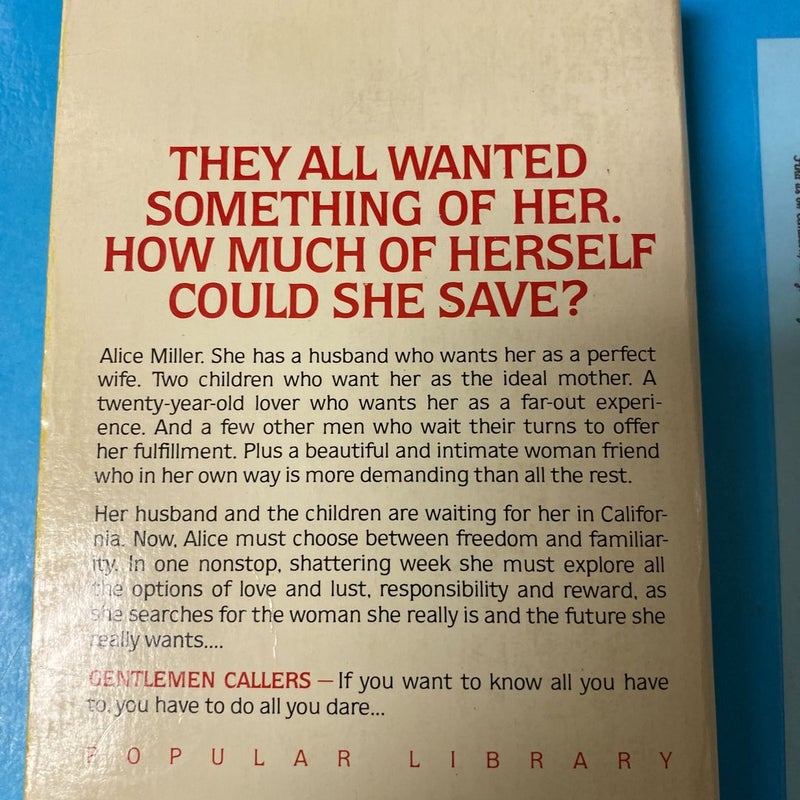 THEY ALL WANTED
SOMETHING OF HER.
HOW MUCH OF HERSELF
COULD SHE SAVE?
Alice Miller. She has a husband who wants her as a perfect
wife. Two children who want her as the ideal mother. A
twenty-year-old lover who wants her as a far-out experi-
ence. And a few other men who wait their turns to offer
her fulfillment. Plus a beautiful and intimate woman friend
who in her own way is more demanding than all the rest.
Her husband and the children are waiting for her in Califor-
nia. Now, Alice must choose between freedom and familiar-
ity. In one nonstop, shattering week she must explore all
the options of love and lust, responsibility and reward, as
she searches for the woman she really is and the future she
really wants....
GENTLEMEN CALLERS — If you want to know all you have
to, you have to do all you dare...
POPULAR LIBRARY